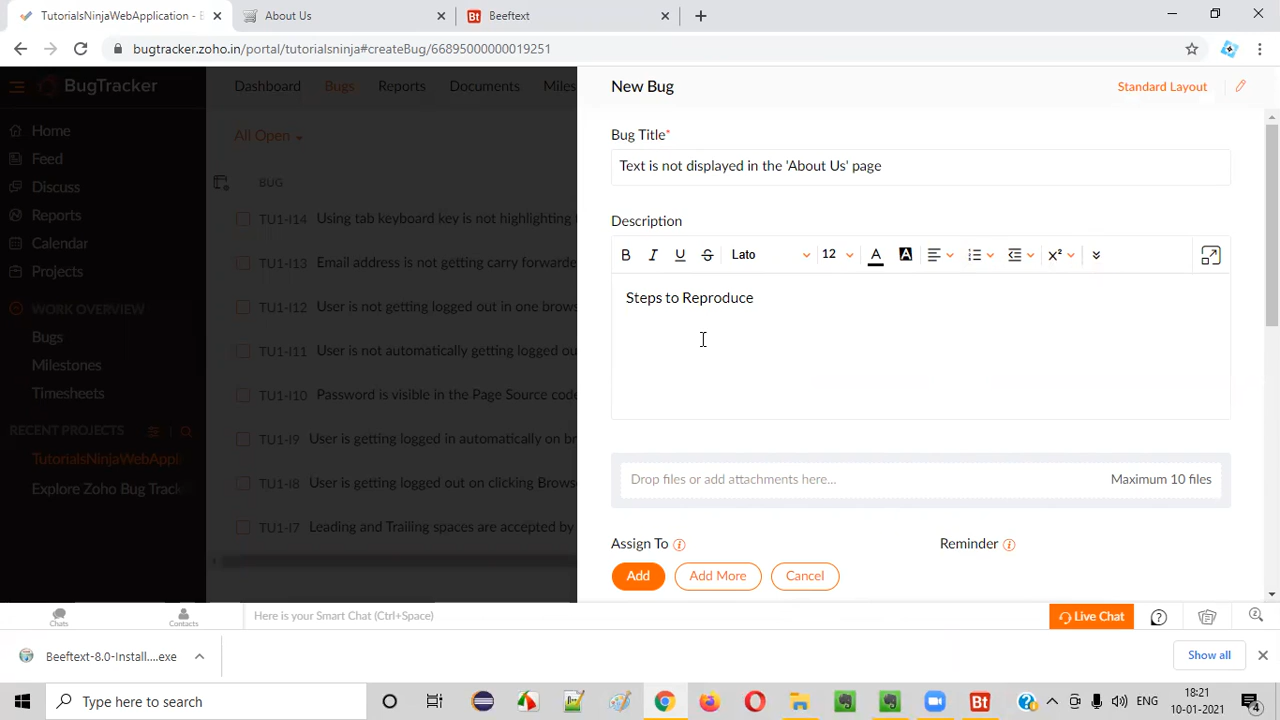 TutorialsNinjaWebApplication -
About Us
Beeftext
bugtracker.zoho.in/portal/tutorialsninja#createBug/66895000000019251
BugTracker
Home
Feed
Discuss
Reports
Calendar
Projects
WORK OVERVIEW
Bugs
Milestones
Timesheets
RECENT PROJECTS
TutorialsNinjaWebAppl
Explore Zoho Bug Track
Dashboard
Bugs
Reports
Documents
Miles
All Open
BUG
TU1-I14 Using tab keyboard key is not highlighting
TU1-I13 Email address is not getting carry forwarde
TU1-I12 User is not getting logged out in one brows
TU1-I11 User is not automatically getting logged ou
TU1-I10 Password is visible in the Page Source code
TU1-I9 User is getting logged in automatically on br
TU1-I8 User is getting logged out on clicking Brows
TU1-I7 Leading and Trailing spaces are accepted by
New Bug
Standard Layout
Bug Title*
Text is not displayed in the 'About Us' page
Description
B I U S Lato 12 A A X²
Steps to Reproduce
Drop files or add attachments here...
Maximum 10 files
Assign To
Reminder
Add
Add More
Cancel
Chats
Contacts
Here is your Smart Chat (Ctrl+Space)
Live Chat
Beeftext-8.0-Install....exe
Show all
Type here to search
Bt
ENG
18:21
10-01-2021
4